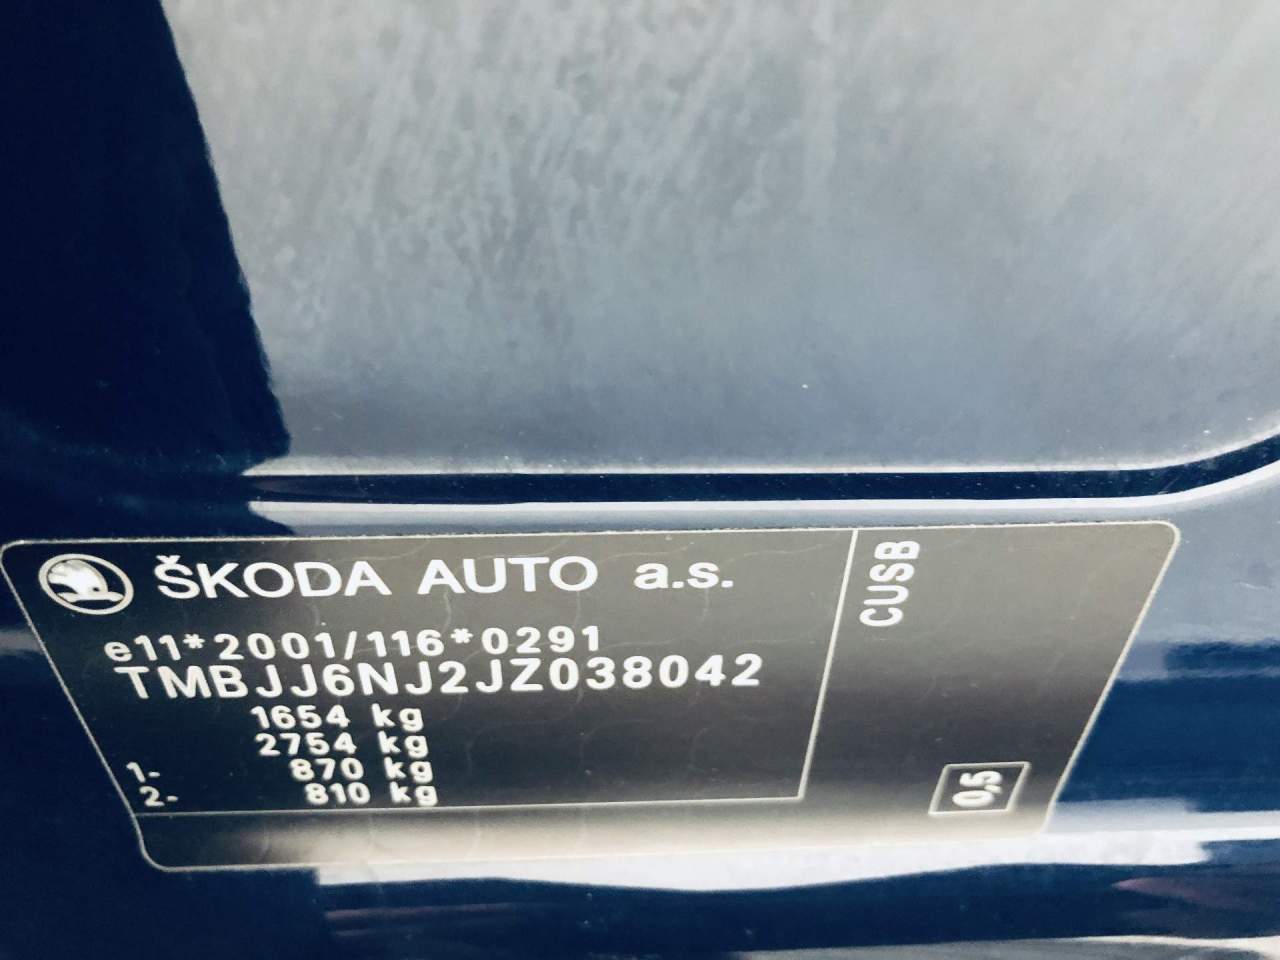 ŠKODA AUTO a.s.
e11*2001/116*0291
TMBJJ6NJ2JZ038042
1654 kg
2754 kg
1- 870 kg
2- 810 kg
CUSB
0,5